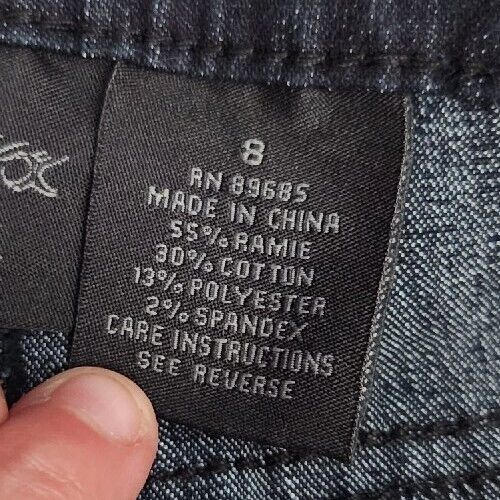 8
RN 89685
MADE IN CHINA
55% RAMIE
30% COTTON
13% POLYESTER
2% SPANDEX
CARE INSTRUCTIONS
SEE REVERSE